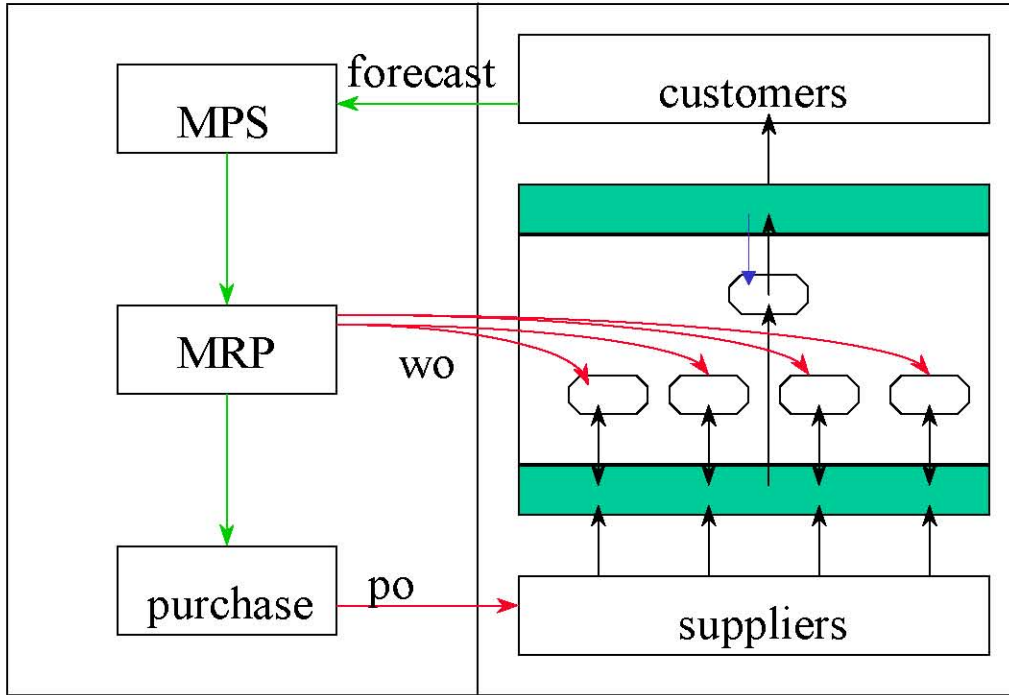 forecast
customers
MPS
MRP
wo
purchase
po
suppliers